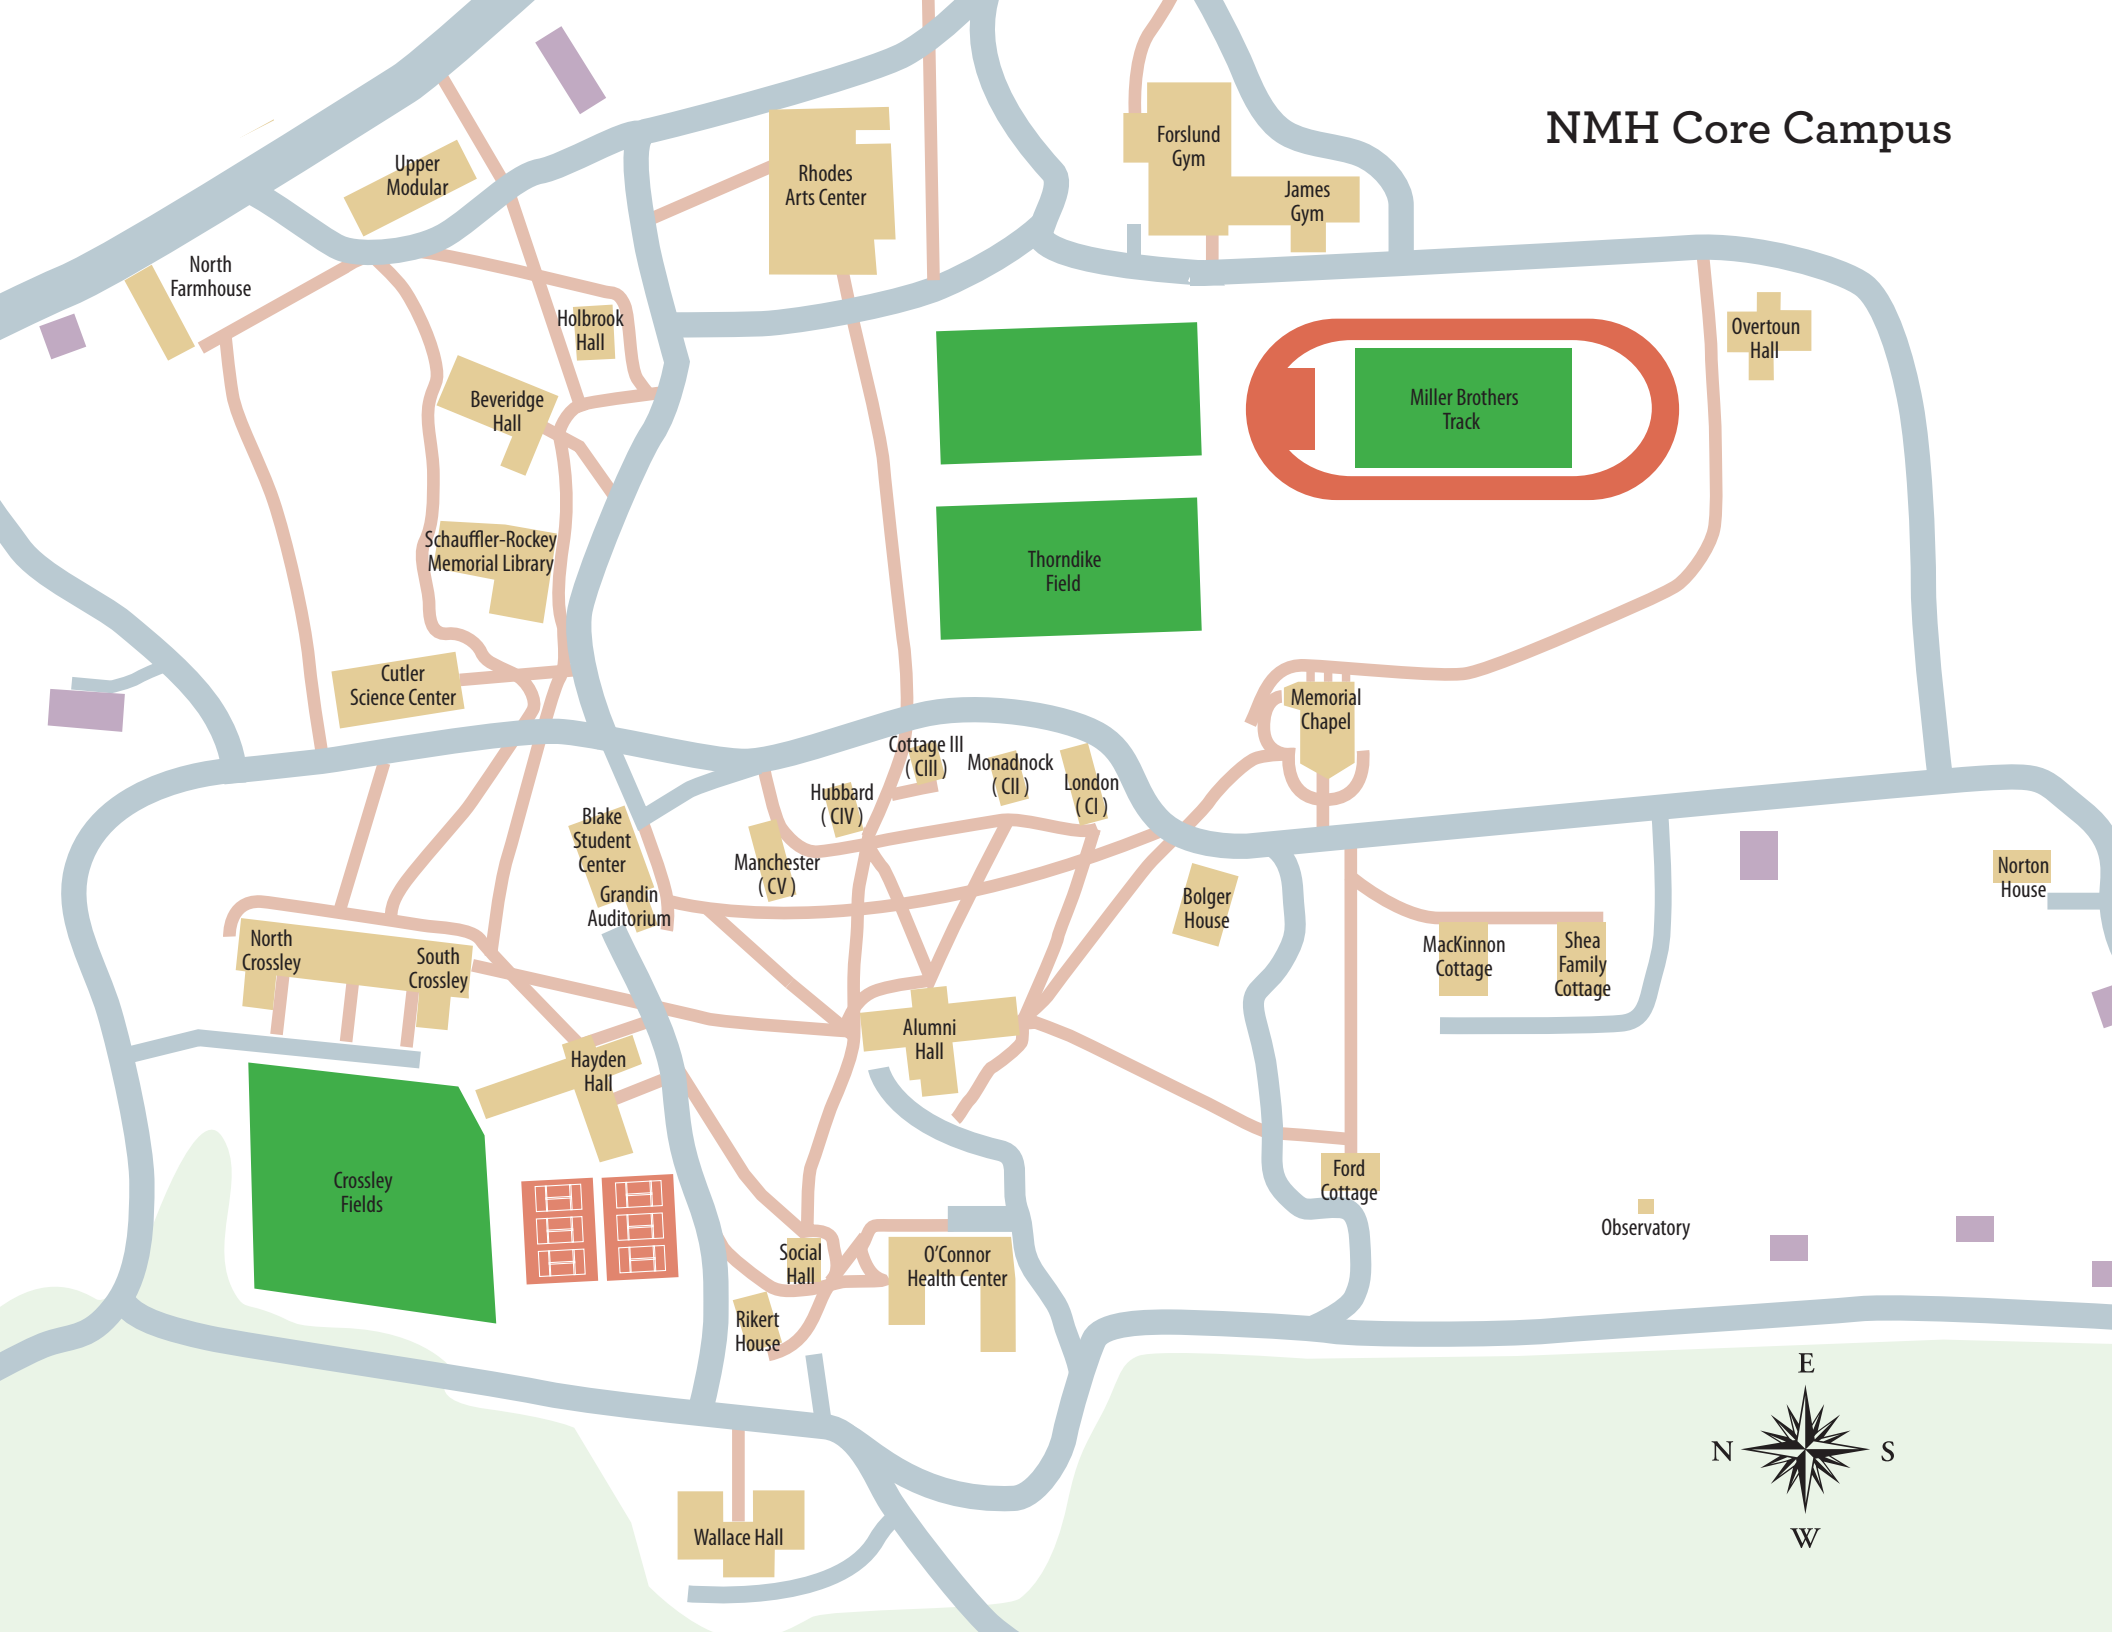 NMH Core Campus
Upper
Modular
North
Farmhouse
Rhodes
Arts Center
Forslund
Gym
James
Gym
Holbrook
Hall
Overtoun
Hall
Beveridge
Hall
Miller Brothers
Track
Schauffler-Rockey
Memorial Library
Thorndike
Field
Cutler
Science Center
Memorial
Chapel
Cottage III
( CIII )
Monadnock
( CII )
London
( CI )
Hubbard
( CIV )
Blake
Student
Center
Grandin
Auditorium
Manchester
( CV )
Bolger
House
Norton
House
North
Crossley
South
Crossley
MacKinnon
Cottage
Shea
Family
Cottage
Alumni
Hall
Hayden
Hall
Crossley
Fields
Ford
Cottage
Observatory
Social
Hall
O'Connor
Health Center
Rikert
House
Wallace Hall
E
N
S
W